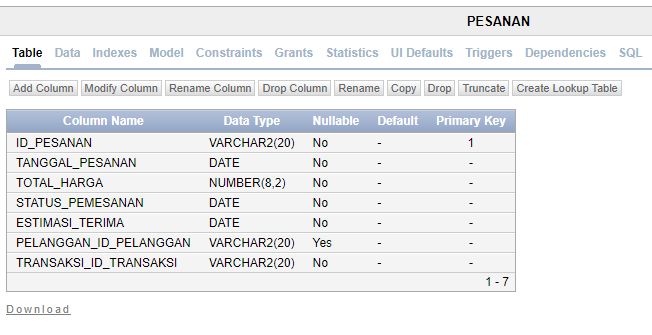 PESANAN
Table Data Indexes Model Constraints Grants Statistics UI Defaults Triggers Dependencies SQL
Add Column Modify Column Rename Column Drop Column Rename Copy Drop Truncate Create Lookup Table
Column Name Data Type Nullable Default Primary Key
ID_PESANAN VARCHAR2(20) No - 1
TANGGAL_PESANAN DATE No - -
TOTAL_HARGA NUMBER(8,2) No - -
STATUS_PEMESANAN DATE No - -
ESTIMASI_TERIMA DATE No - -
PELANGGAN_ID_PELANGGAN VARCHAR2(20) Yes - -
TRANSAKSI_ID_TRANSAKSI VARCHAR2(20) No - -
1 - 7
Download